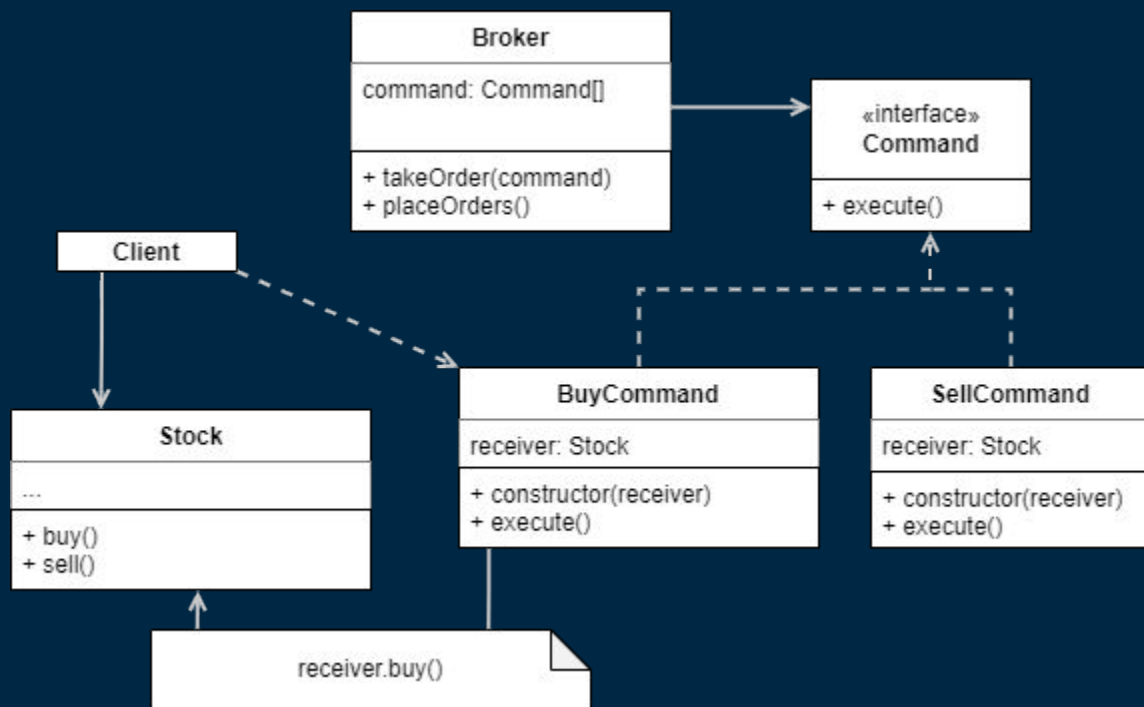 Broker
command: Command[]
+ takeOrder(command)
+ placeOrders()
«interface»
Command
+ execute()
Client
Stock
...
+ buy()
+ sell()
BuyCommand
receiver: Stock
+ constructor(receiver)
+ execute()
SellCommand
receiver: Stock
+ constructor(receiver)
+ execute()
receiver.buy()